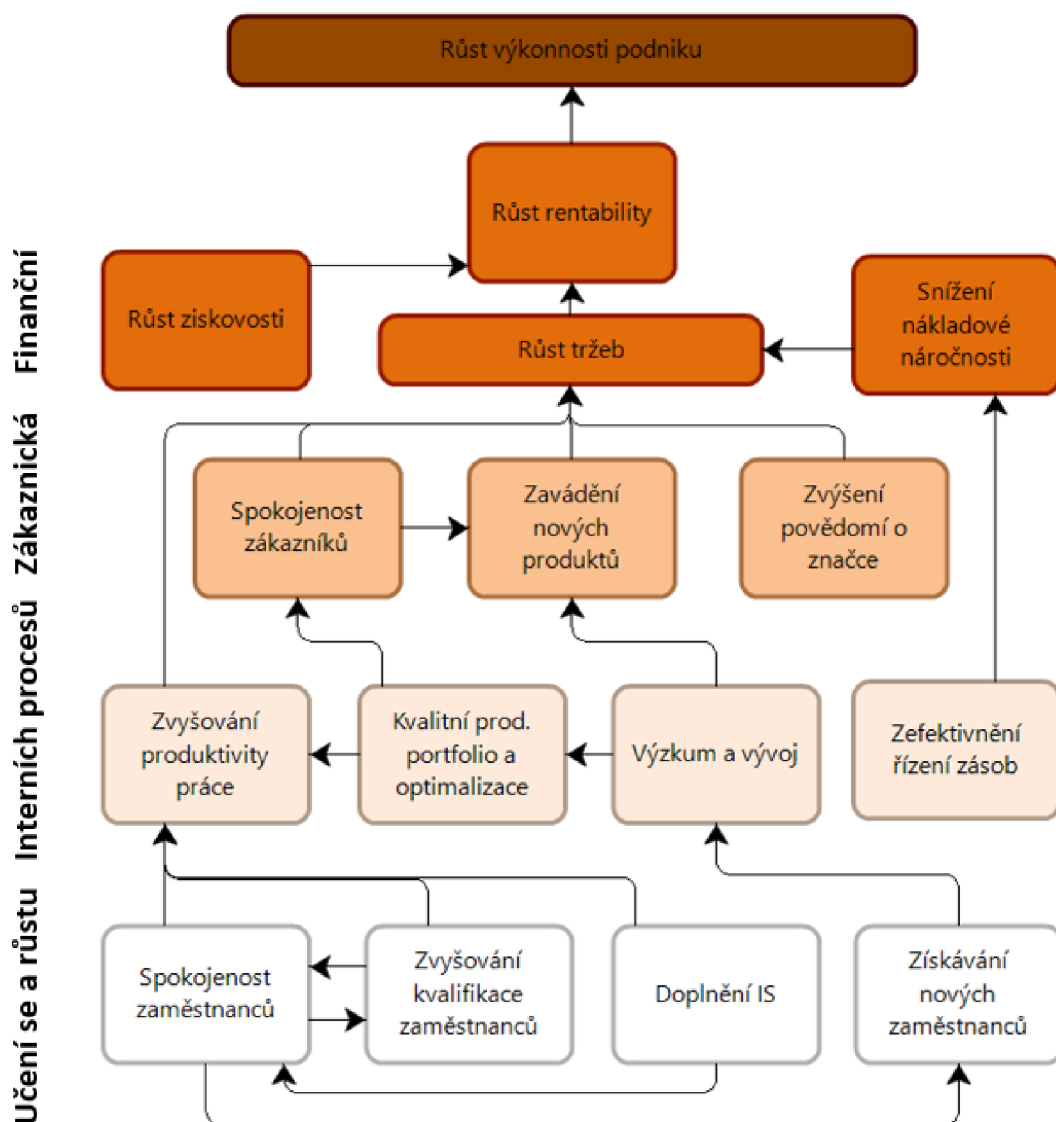 Růst výkonnosti podniku
Finanční
Růst rentability
Růst ziskovosti
Růst tržeb
Snížení
nákladové
náročnosti
Zákaznická
Spokojenost
zákazníků
Zavádění
nových
produktů
Zvýšení
povědomí o
značce
Interních procesů
Zvyšování
produktivity
práce
Kvalitní prod.
portfolio a
optimalizace
Výzkum a vývoj
Zefektivnění
řízení zásob
Učení se a růstu
Spokojenost
zaměstnanců
Zvyšování
kvalifikace
zaměstnanců
Doplnění IS
Získávání
nových
zaměstnanců